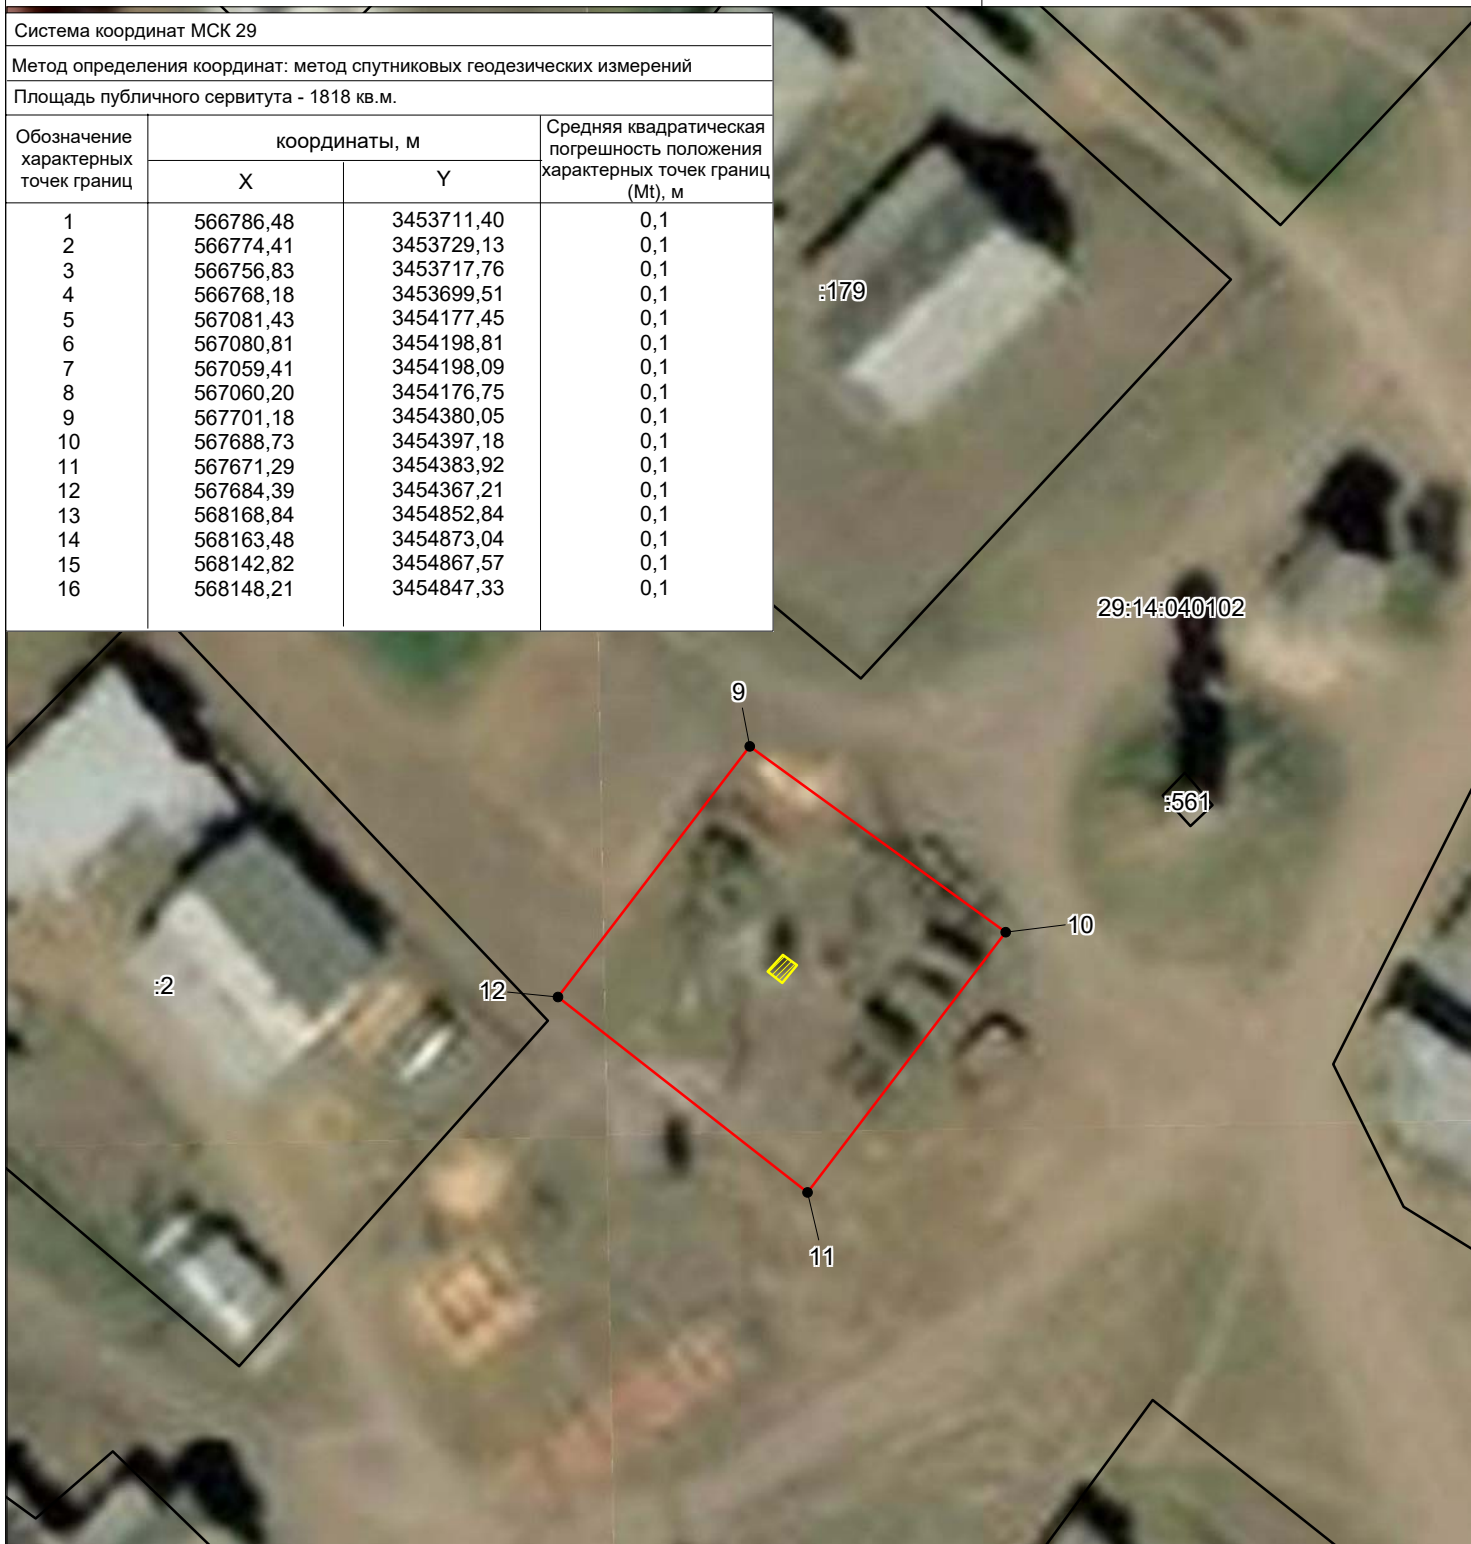 Система координат МСК 29
Метод определения координат: метод спутниковых геодезических измерений
Площадь публичного сервитута - 1818 кв.м.
Обозначение характерных точек границ
координаты, м
X
Y
Средняя квадратическая погрешность положения характерных точек границ (Mt), м
1 566786,48 3453711,40 0,1
2 566774,41 3453729,13 0,1
3 566756,83 3453717,76 0,1
4 566768,18 3453699,51 0,1
5 567081,43 3454177,45 0,1
6 567080,81 3454198,81 0,1
7 567059,41 3454198,09 0,1
8 567060,20 3454176,75 0,1
9 567701,18 3454380,05 0,1
10 567688,73 3454397,18 0,1
11 567671,29 3454383,92 0,1
12 567684,39 3454367,21 0,1
13 568168,84 3454852,84 0,1
14 568163,48 3454873,04 0,1
15 568142,82 3454867,57 0,1
16 568148,21 3454847,33 0,1
:179
29:14:040102
9
:561
10
:2
12
11